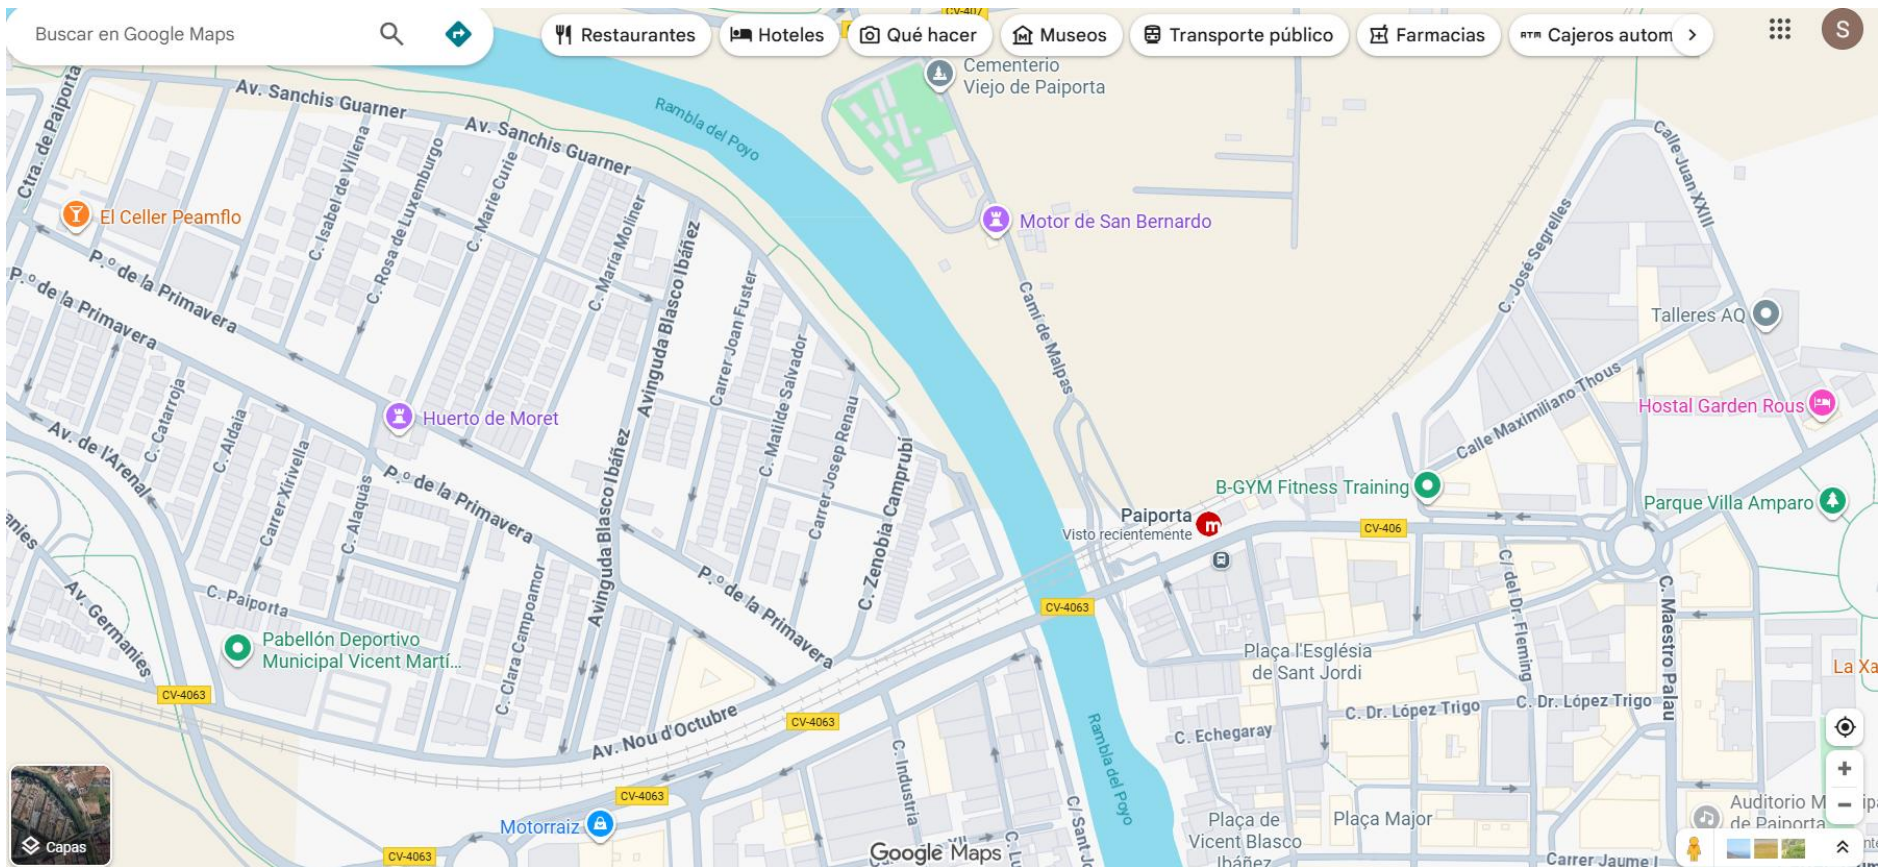 Buscar en Google Maps
Restaurantes
Hoteles
Qué hacer
Museos
Transporte público
Farmacias
ATM Cajeros autom
S
CV-407
Cementerio
Viejo de Paiporta
Ctra. de Paiporta
Av. Sanchis Guarner
Av. Sanchis Guarner
Rambla del Poyo
Calle Juan XXIII
El Celler Peamflo
C. Isabel de Villena
C. Rosa de Luxemburgo
C. Marie Curie
C. María Moliner
Avinguda Blasco Ibáñez
Motor de San Bernardo
C. José Segrelles
P.º de la Primavera
P.º de la Primavera
Carrer Joan Fuster
Camí de Malpas
Talleres AQ
C. Matilde Salvador
Calle Maximiliano Thous
Hostal Garden Rous
Huerto de Moret
C. Catarroja
C. Aldaia
Av. de l'Arenal
Carrer Xirivella
C. Alaquàs
P.º de la Primavera
Avinguda Blasco Ibáñez
Carrer Josep Renau
C. Zenobia Camprubí
B-GYM Fitness Training
Parque Villa Amparo
Paiporta
Visto recientemente
m
CV-406
C/ del Dr. Fleming
C. Maestro Palau
Av. Germanies
C. Paiporta
C. Clara Campoamor
P.º de la Primavera
CV-4063
Pabellón Deportivo
Municipal Vicent Martí...
Plaça l'Església
de Sant Jordi
La Xa
CV-4063
Av. Nou d'Octubre
CV-4063
C. Dr. López Trigo
C. Dr. López Trigo
C. Echegaray
Rambla del Poyo
C. Industria
CV-4063
Motorraiz
C/ Sant Jo
Plaça de
Vicent Blasco
Ibáñez
Plaça Major
Auditorio M
de Paiporta
CV-4063
Capas
Google Maps
Carrer Jaume I